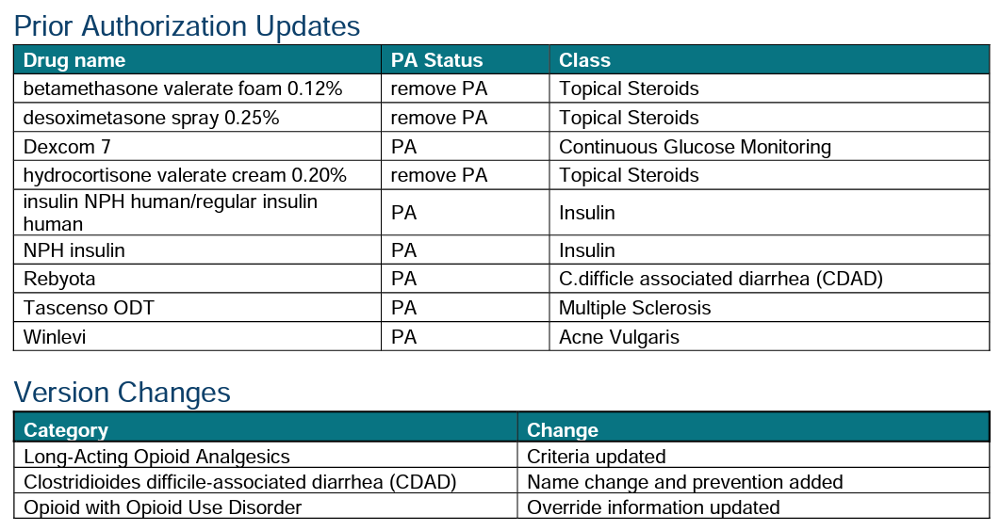 Prior Authorization Updates
Drug name PA Status Class
betamethasone valerate foam 0.12% remove PA Topical Steroids
desoximetasone spray 0.25% remove PA Topical Steroids
Dexcom 7 PA Continuous Glucose Monitoring
hydrocortisone valerate cream 0.20% remove PA Topical Steroids
insulin NPH human/regular insulin
human PA Insulin
NPH insulin PA Insulin
Rebyota PA C.difficle associated diarrhea (CDAD)
Tascenso ODT PA Multiple Sclerosis
Winlevi PA Acne Vulgaris
Version Changes
Category Change
Long-Acting Opioid Analgesics Criteria updated
Clostridioides difficile-associated diarrhea (CDAD) Name change and prevention added
Opioid with Opioid Use Disorder Override information updated